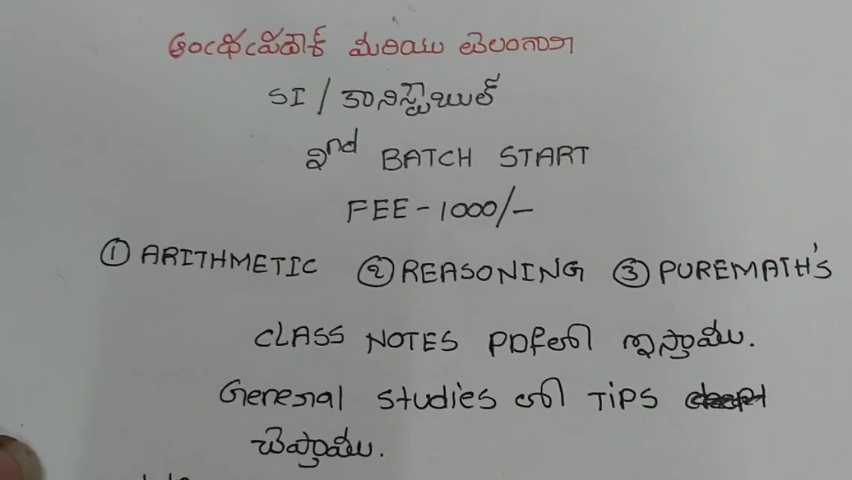 ఆంధ్రప్రదేశ్ మరియు తెలంగాణ
SI / కానిస్టాబుల్
2nd BATCH START
FEE - 1000/-
① ARITHMETIC ② REASONING ③ PUREMATH'S
CLASS NOTES PDFలో ఇస్తాము.
General studies లో TIPS
చెప్తాము.